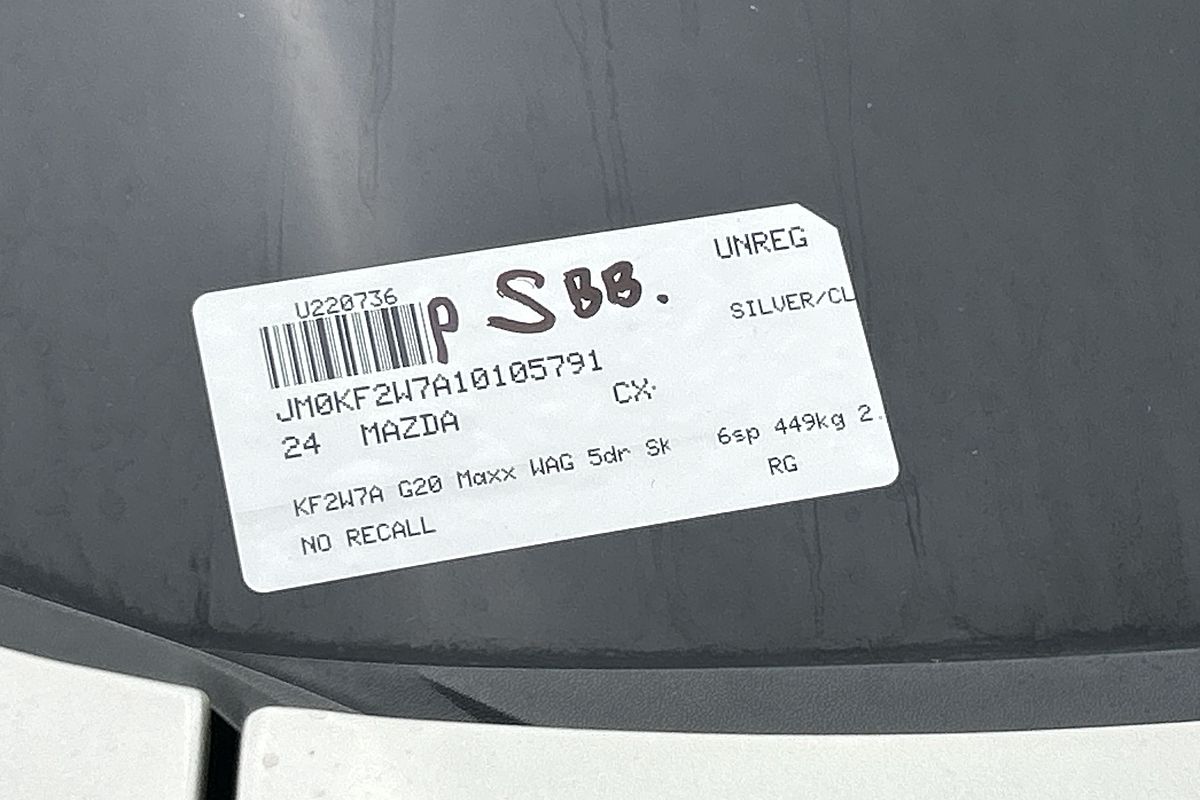 U220736
P SBB.
UNREG
SILVER/CL
JM0KF2W7A10105791
24 MAZDA CX-
KF2W7A G20 Maxx WAG 5dr Sk 6sp 449kg 2.
NO RECALL
RG